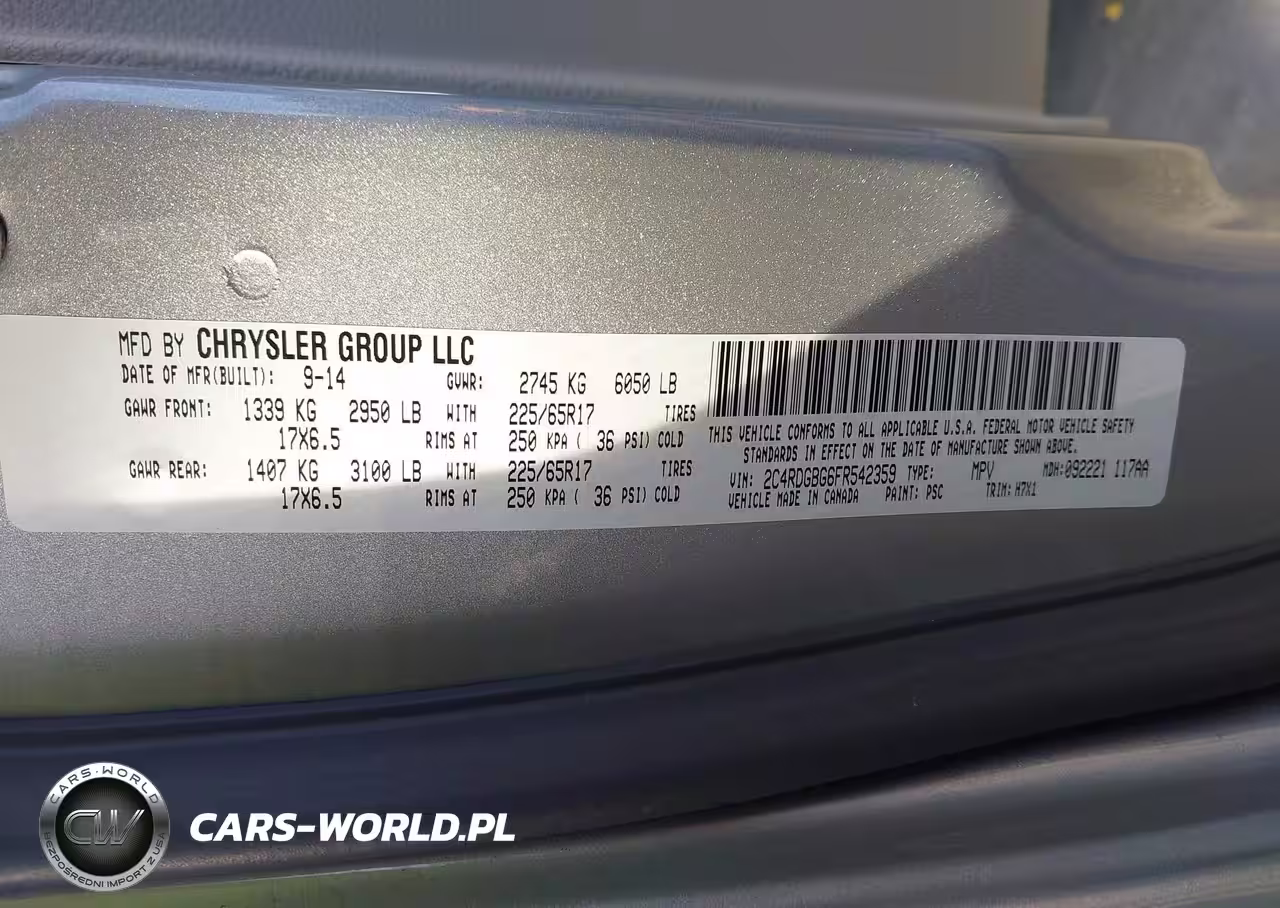 MFD BY CHRYSLER GROUP LLC
DATE OF MFR(BUILT): 9-14 GVWR: 2745 KG 6050 LB
GAWR FRONT: 1339 KG 2950 LB WITH 225/65R17 TIRES
17X6.5 RIMS AT 250 KPA ( 36 PSI) COLD
GAWR REAR: 1407 KG 3100 LB WITH 225/65R17 TIRES
17X6.5 RIMS AT 250 KPA ( 36 PSI) COLD
THIS VEHICLE CONFORMS TO ALL APPLICABLE U.S.A. FEDERAL MOTOR VEHICLE SAFETY
STANDARDS IN EFFECT ON THE DATE OF MANUFACTURE SHOWN ABOVE.
VIN: 2C4RDGBG6FR542359 TYPE: MPV MDH:092221 117AA
VEHICLE MADE IN CANADA PAINT: PSC TRIM: H7X1
CARS-WORLD
CW
BEZPOŚREDNI IMPORT Z USA
CARS-WORLD.PL